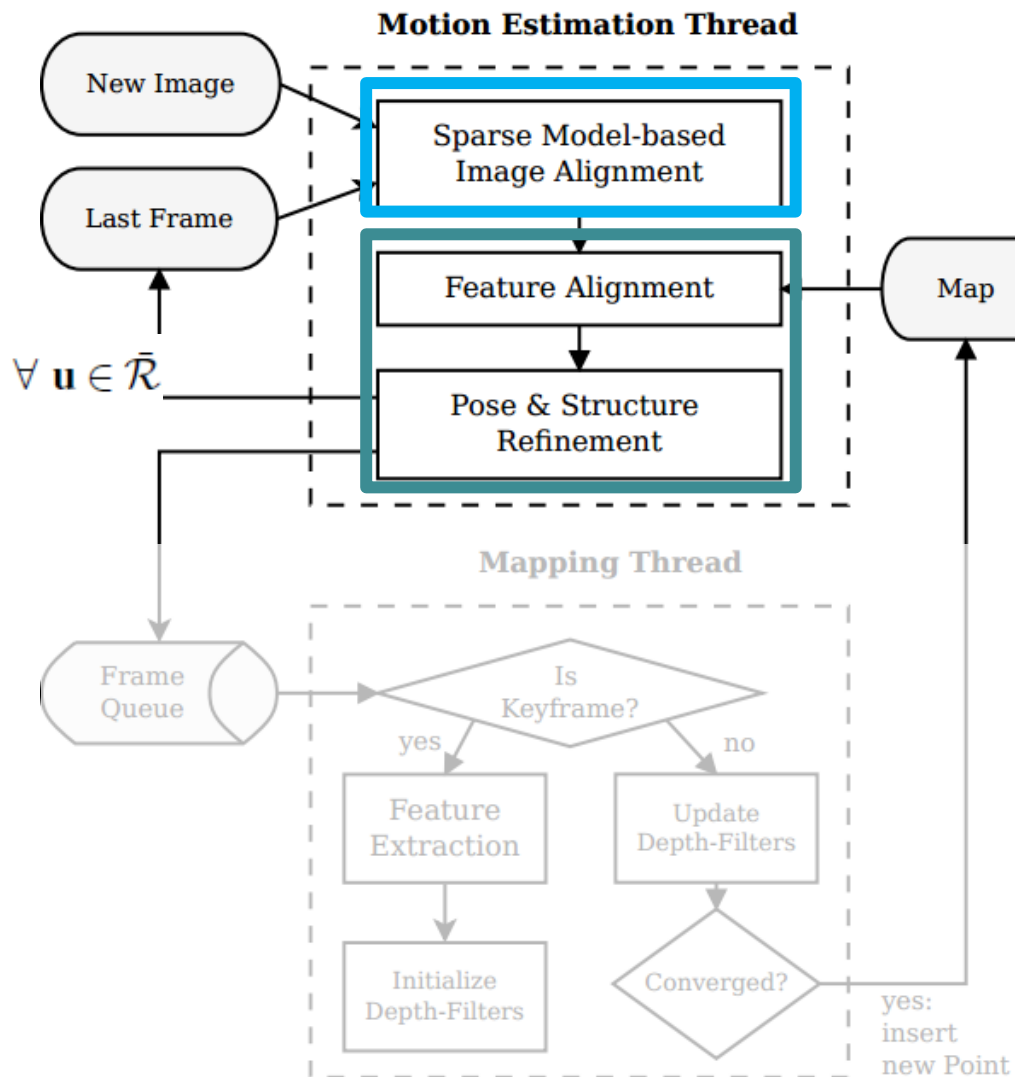 Motion Estimation Thread
New Image
Sparse Model-based
Image Alignment
Last Frame
Feature Alignment
Map
∀ u ∈ R̄
Pose & Structure
Refinement
Mapping Thread
Frame
Queue
Is
Keyframe?
yes
no
Feature
Extraction
Update
Depth-Filters
Initialize
Depth-Filters
Converged?
yes:
insert
new Point